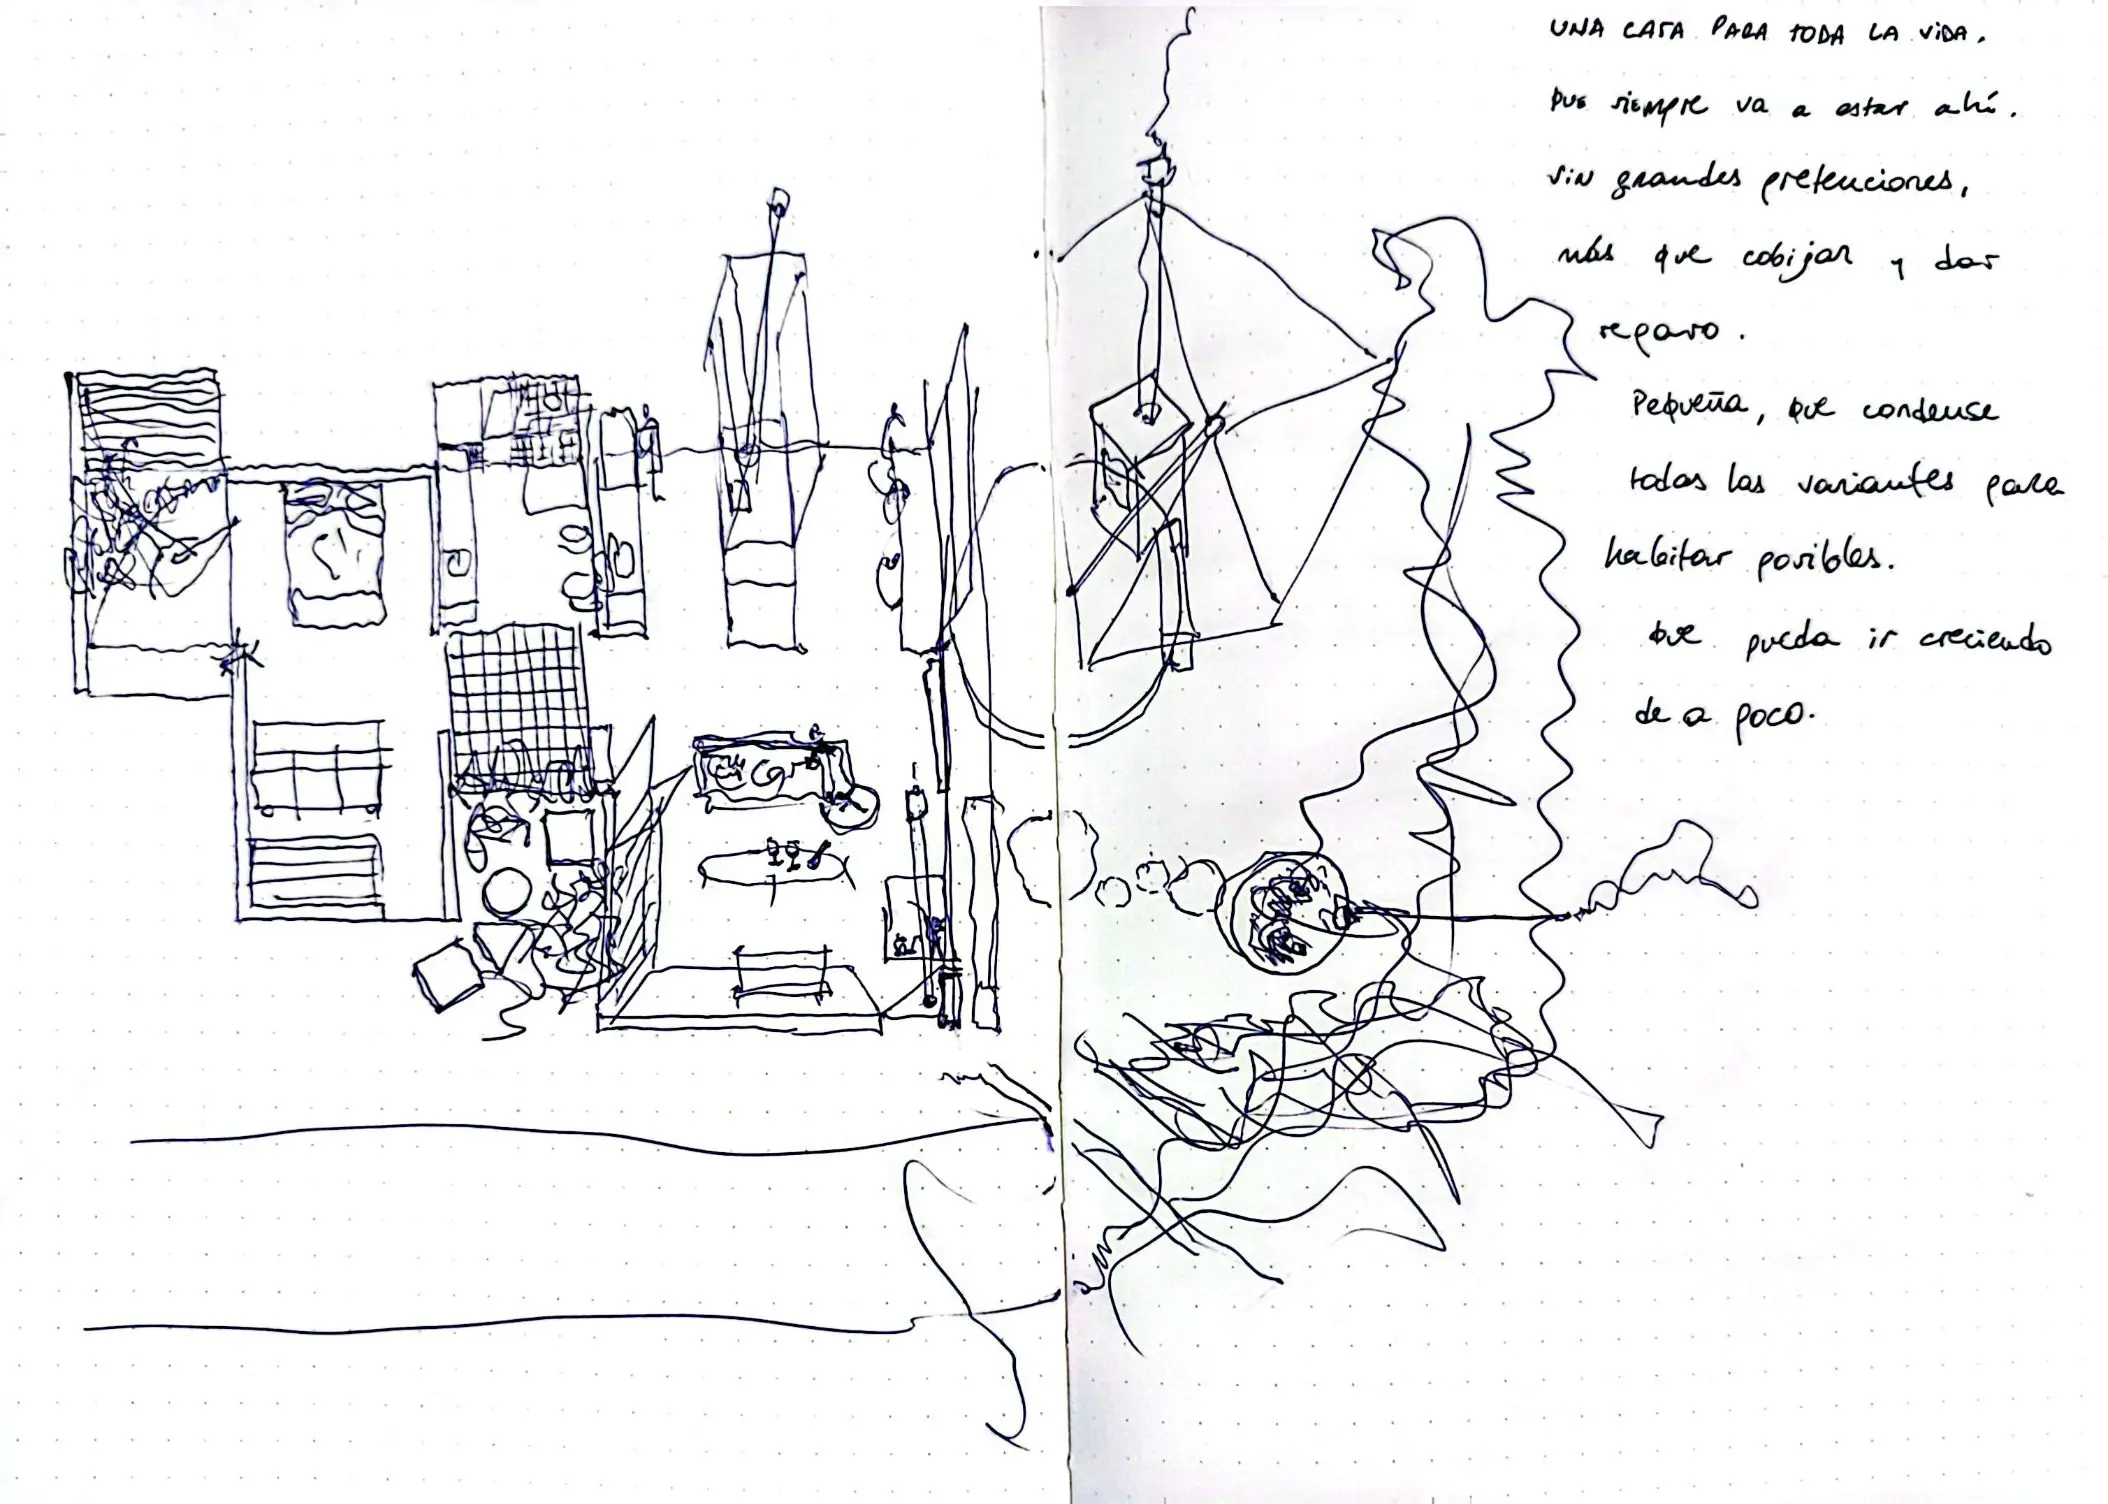 UNA CASA PARA TODA LA VIDA.
que siempre va a estar ahí.
sin grandes pretenciones,
más que cobijar y dar
reparo.
Pequeña, que condense
todas las variantes para
habitar posibles.
que pueda ir creciendo
de a poco.